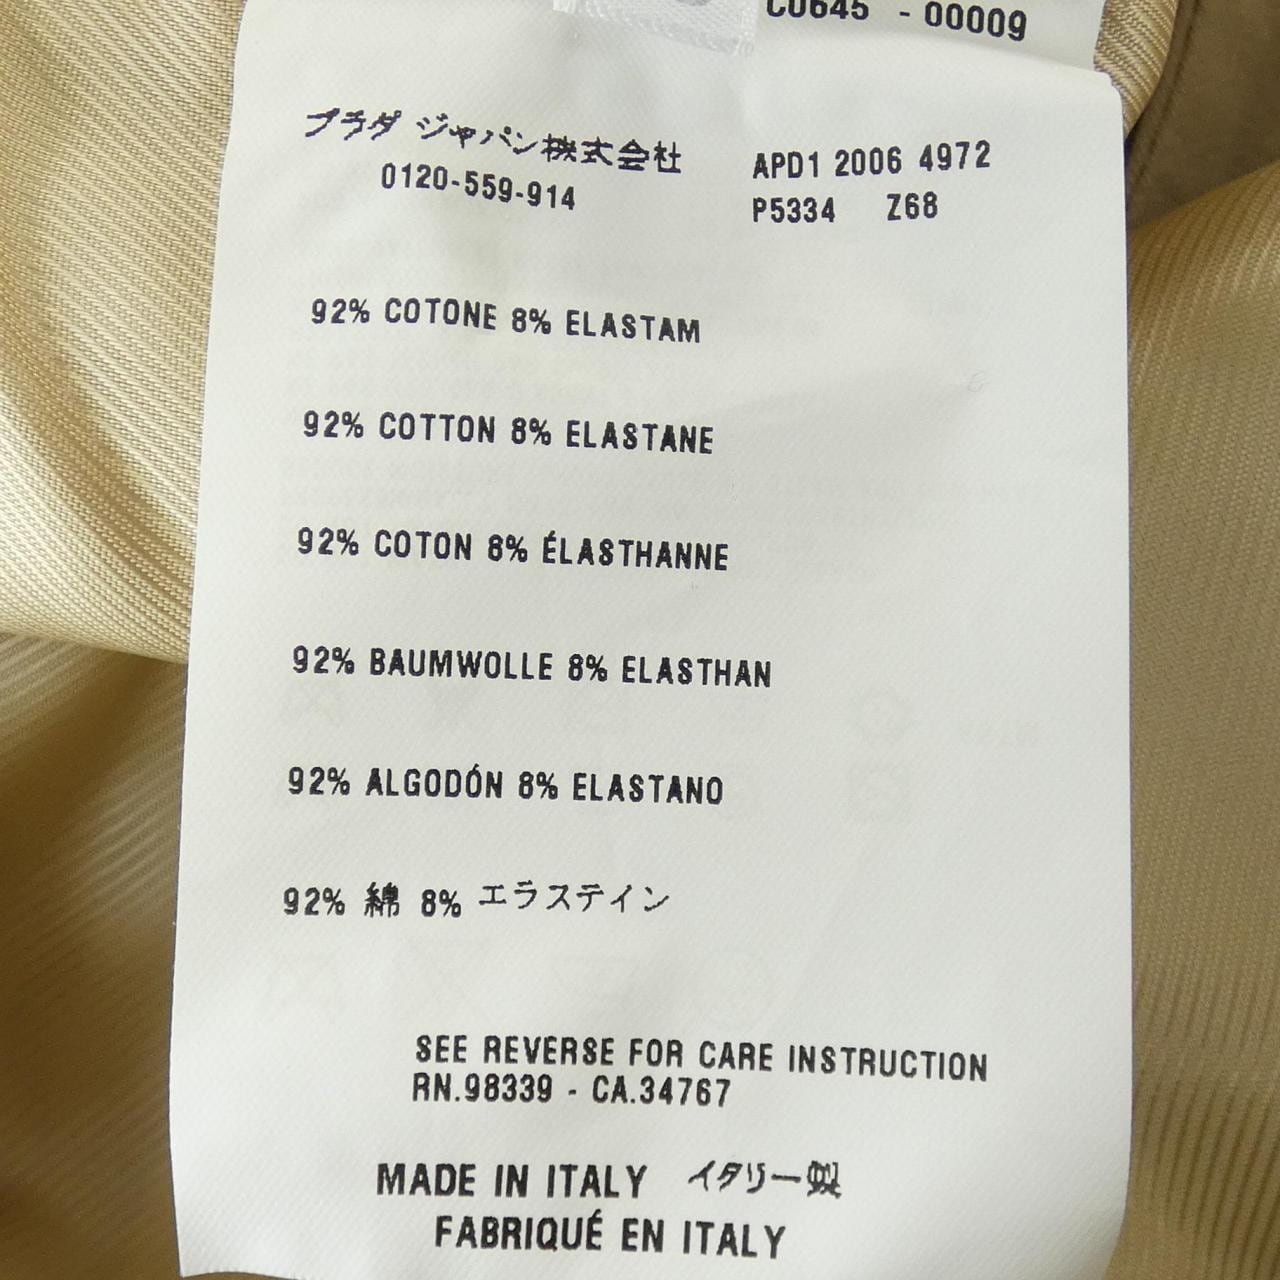 C0645 - 00009
プラダ ジャパン株式会社
0120-559-914
APD1 2006 4972
P5334 Z68
92% COTONE 8% ELASTAM
92% COTTON 8% ELASTANE
92% COTON 8% ÉLASTHANNE
92% BAUMWOLLE 8% ELASTHAN
92% ALGODÓN 8% ELASTANO
92% 綿 8% エラステイン
SEE REVERSE FOR CARE INSTRUCTION
RN.98339 - CA.34767
MADE IN ITALY イタリー製
FABRIQUÉ EN ITALY